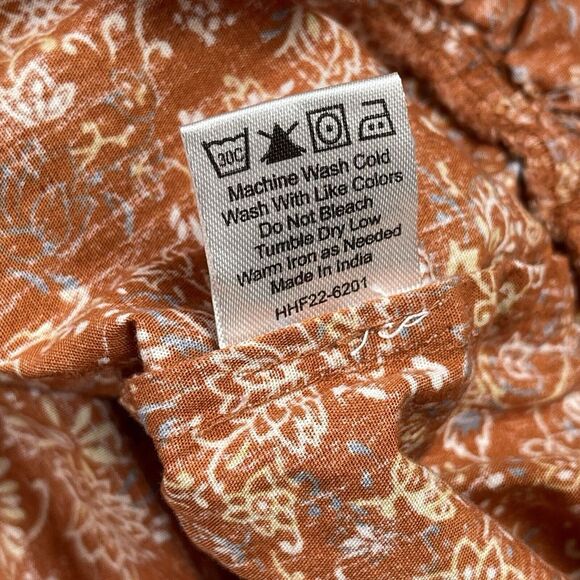 30C
Machine Wash Cold
Wash With Like Colors
Do Not Bleach
Tumble Dry Low
Warm Iron as Needed
Made In India
HHF22-6201